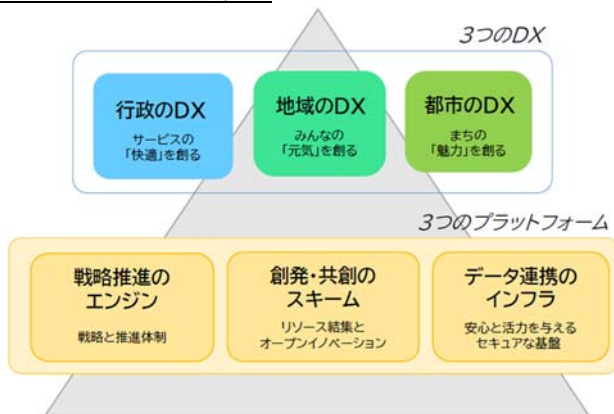 3つのDX
行政のDX
サービスの
「快適」を創る
地域のDX
みんなの
「元気」を創る
都市のDX
まちの
「魅力」を創る
3つのプラットフォーム
戦略推進の
エンジン
戦略と推進体制
創発・共創の
スキーム
リソース結集と
オープンイノベーション
データ連携の
インフラ
安心と活力を与える
セキュアな基盤